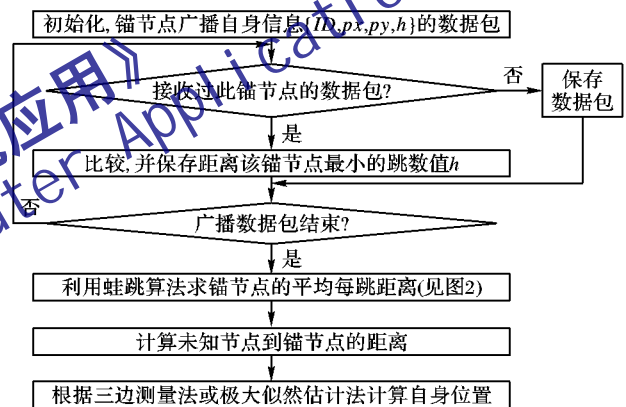 初始化,锚节点广播自身信息{ID,px,py,h}的数据包
接收过此锚节点的数据包?
否
保存
数据包
是
比较,并保存距离该锚节点最小的跳数值h
否
广播数据包结束?
是
利用蛙跳算法求锚节点的平均每跳距离(见图2)
计算未知节点到锚节点的距离
根据三边测量法或极大似然估计法计算自身位置
应用》